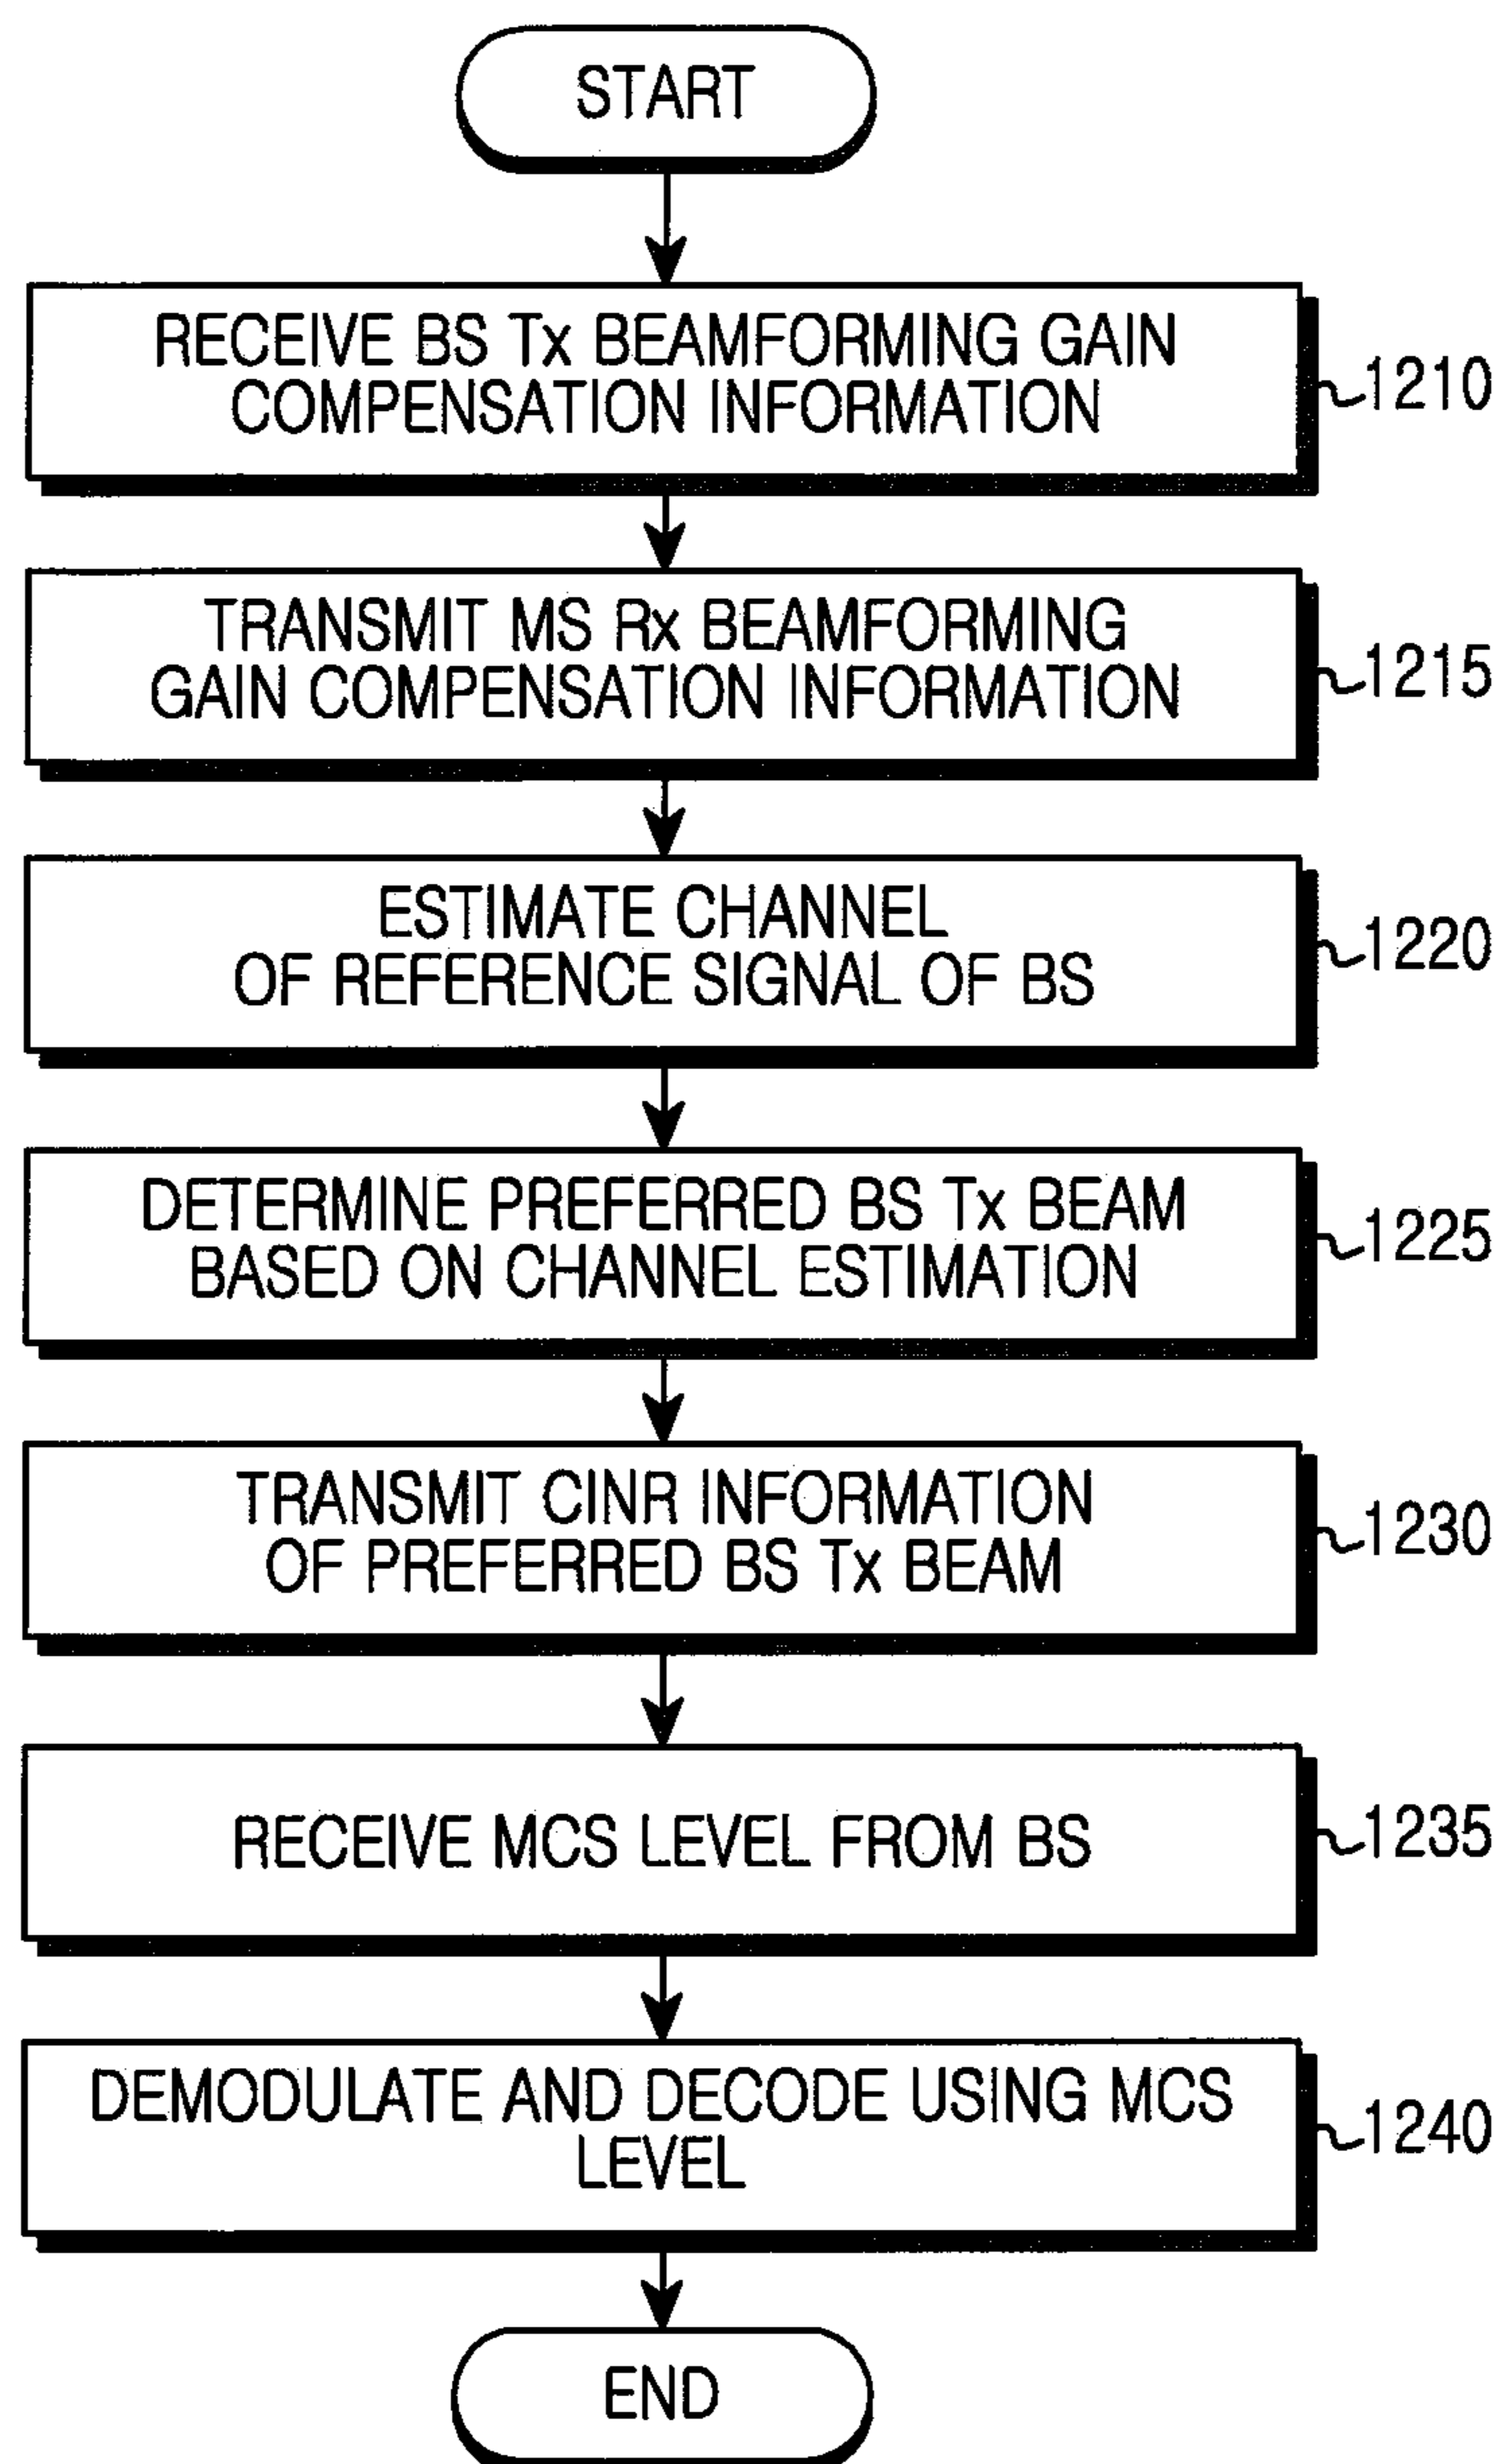 START
RECEIVE BS Tx BEAMFORMING GAIN
COMPENSATION INFORMATION
1210
TRANSMIT MS Rx BEAMFORMING
GAIN COMPENSATION INFORMATION
1215
ESTIMATE CHANNEL
OF REFERENCE SIGNAL OF BS
1220
DETERMINE PREFERRED BS Tx BEAM
BASED ON CHANNEL ESTIMATION
1225
TRANSMIT CINR INFORMATION
OF PREFERRED BS Tx BEAM
1230
RECEIVE MCS LEVEL FROM BS
1235
DEMODULATE AND DECODE USING MCS
LEVEL
1240
END